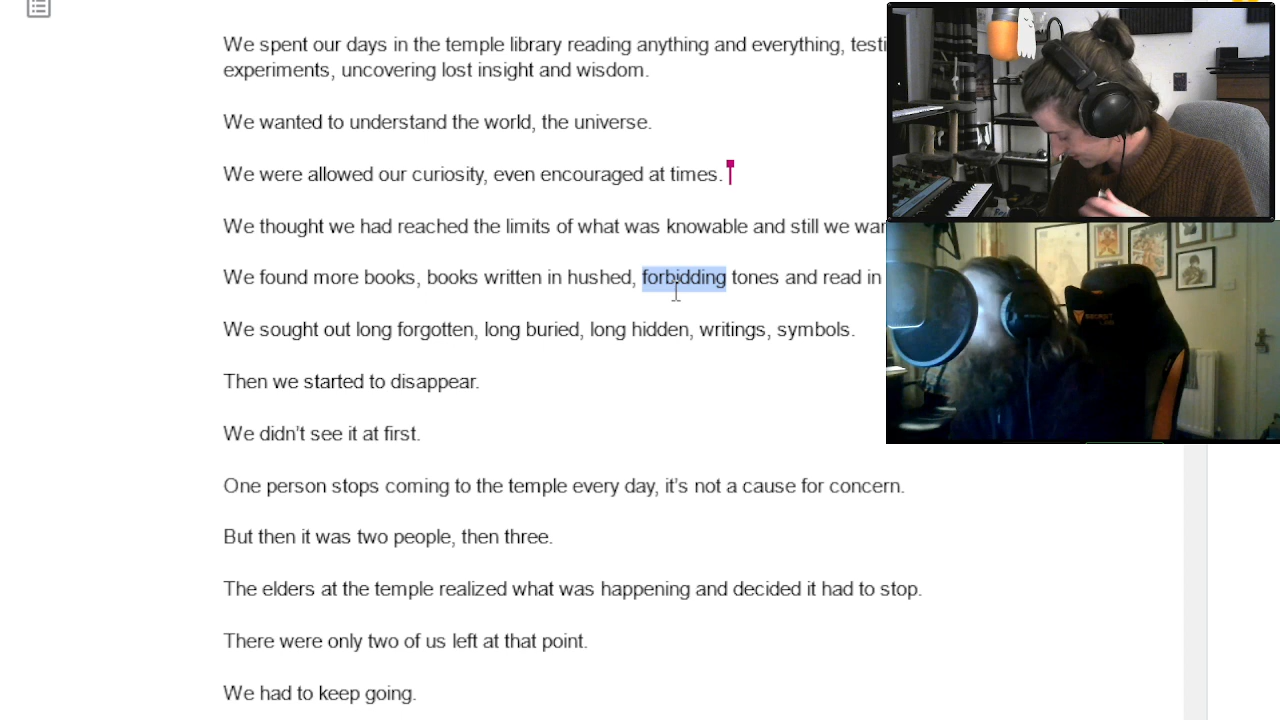 We spent our days in the temple library reading anything and everything,
experiments, uncovering lost insight and wisdom.
We wanted to understand the world, the universe.
We were allowed our curiosity, even encouraged at times.
We thought we had reached the limits of what was knowable and still we
We found more books, books written in hushed, forbidding tones and read in
We sought out long forgotten, long buried, long hidden, writings, symbols.
Then we started to disappear.
We didn’t see it at first.
One person stops coming to the temple every day, it’s not a cause for concern.
But then it was two people, then three.
The elders at the temple realized what was happening and decided it had to stop.
There were only two of us left at that point.
We had to keep going.